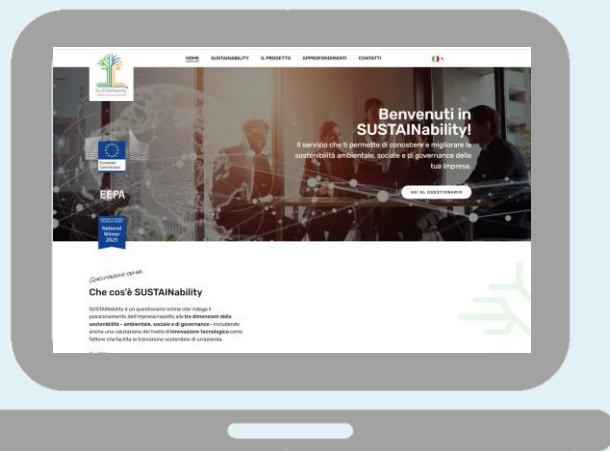 HOME SUSTAINABILITY IL PROGETTO APPROFONDIMENTI CONTATTI
SUSTAINability
Benvenuti in
SUSTAINability!
Il servizio che ti permette di conoscere e migliorare la
sostenibilità ambientale, sociale e di governance della
tua impresa.
VAI AL QUESTIONARIO
European
Commission
EEPA
National
Winner
2025
Che cos'è SUSTAINability
SUSTAINability è un questionario online che indaga il
posizionamento dell'impresa rispetto alle tre dimensioni della
sostenibilità – ambientale, sociale e di governance – includendo
anche una valutazione del livello di innovazione tecnologica come
fattore che facilita la transizione sostenibile di un'azienda.